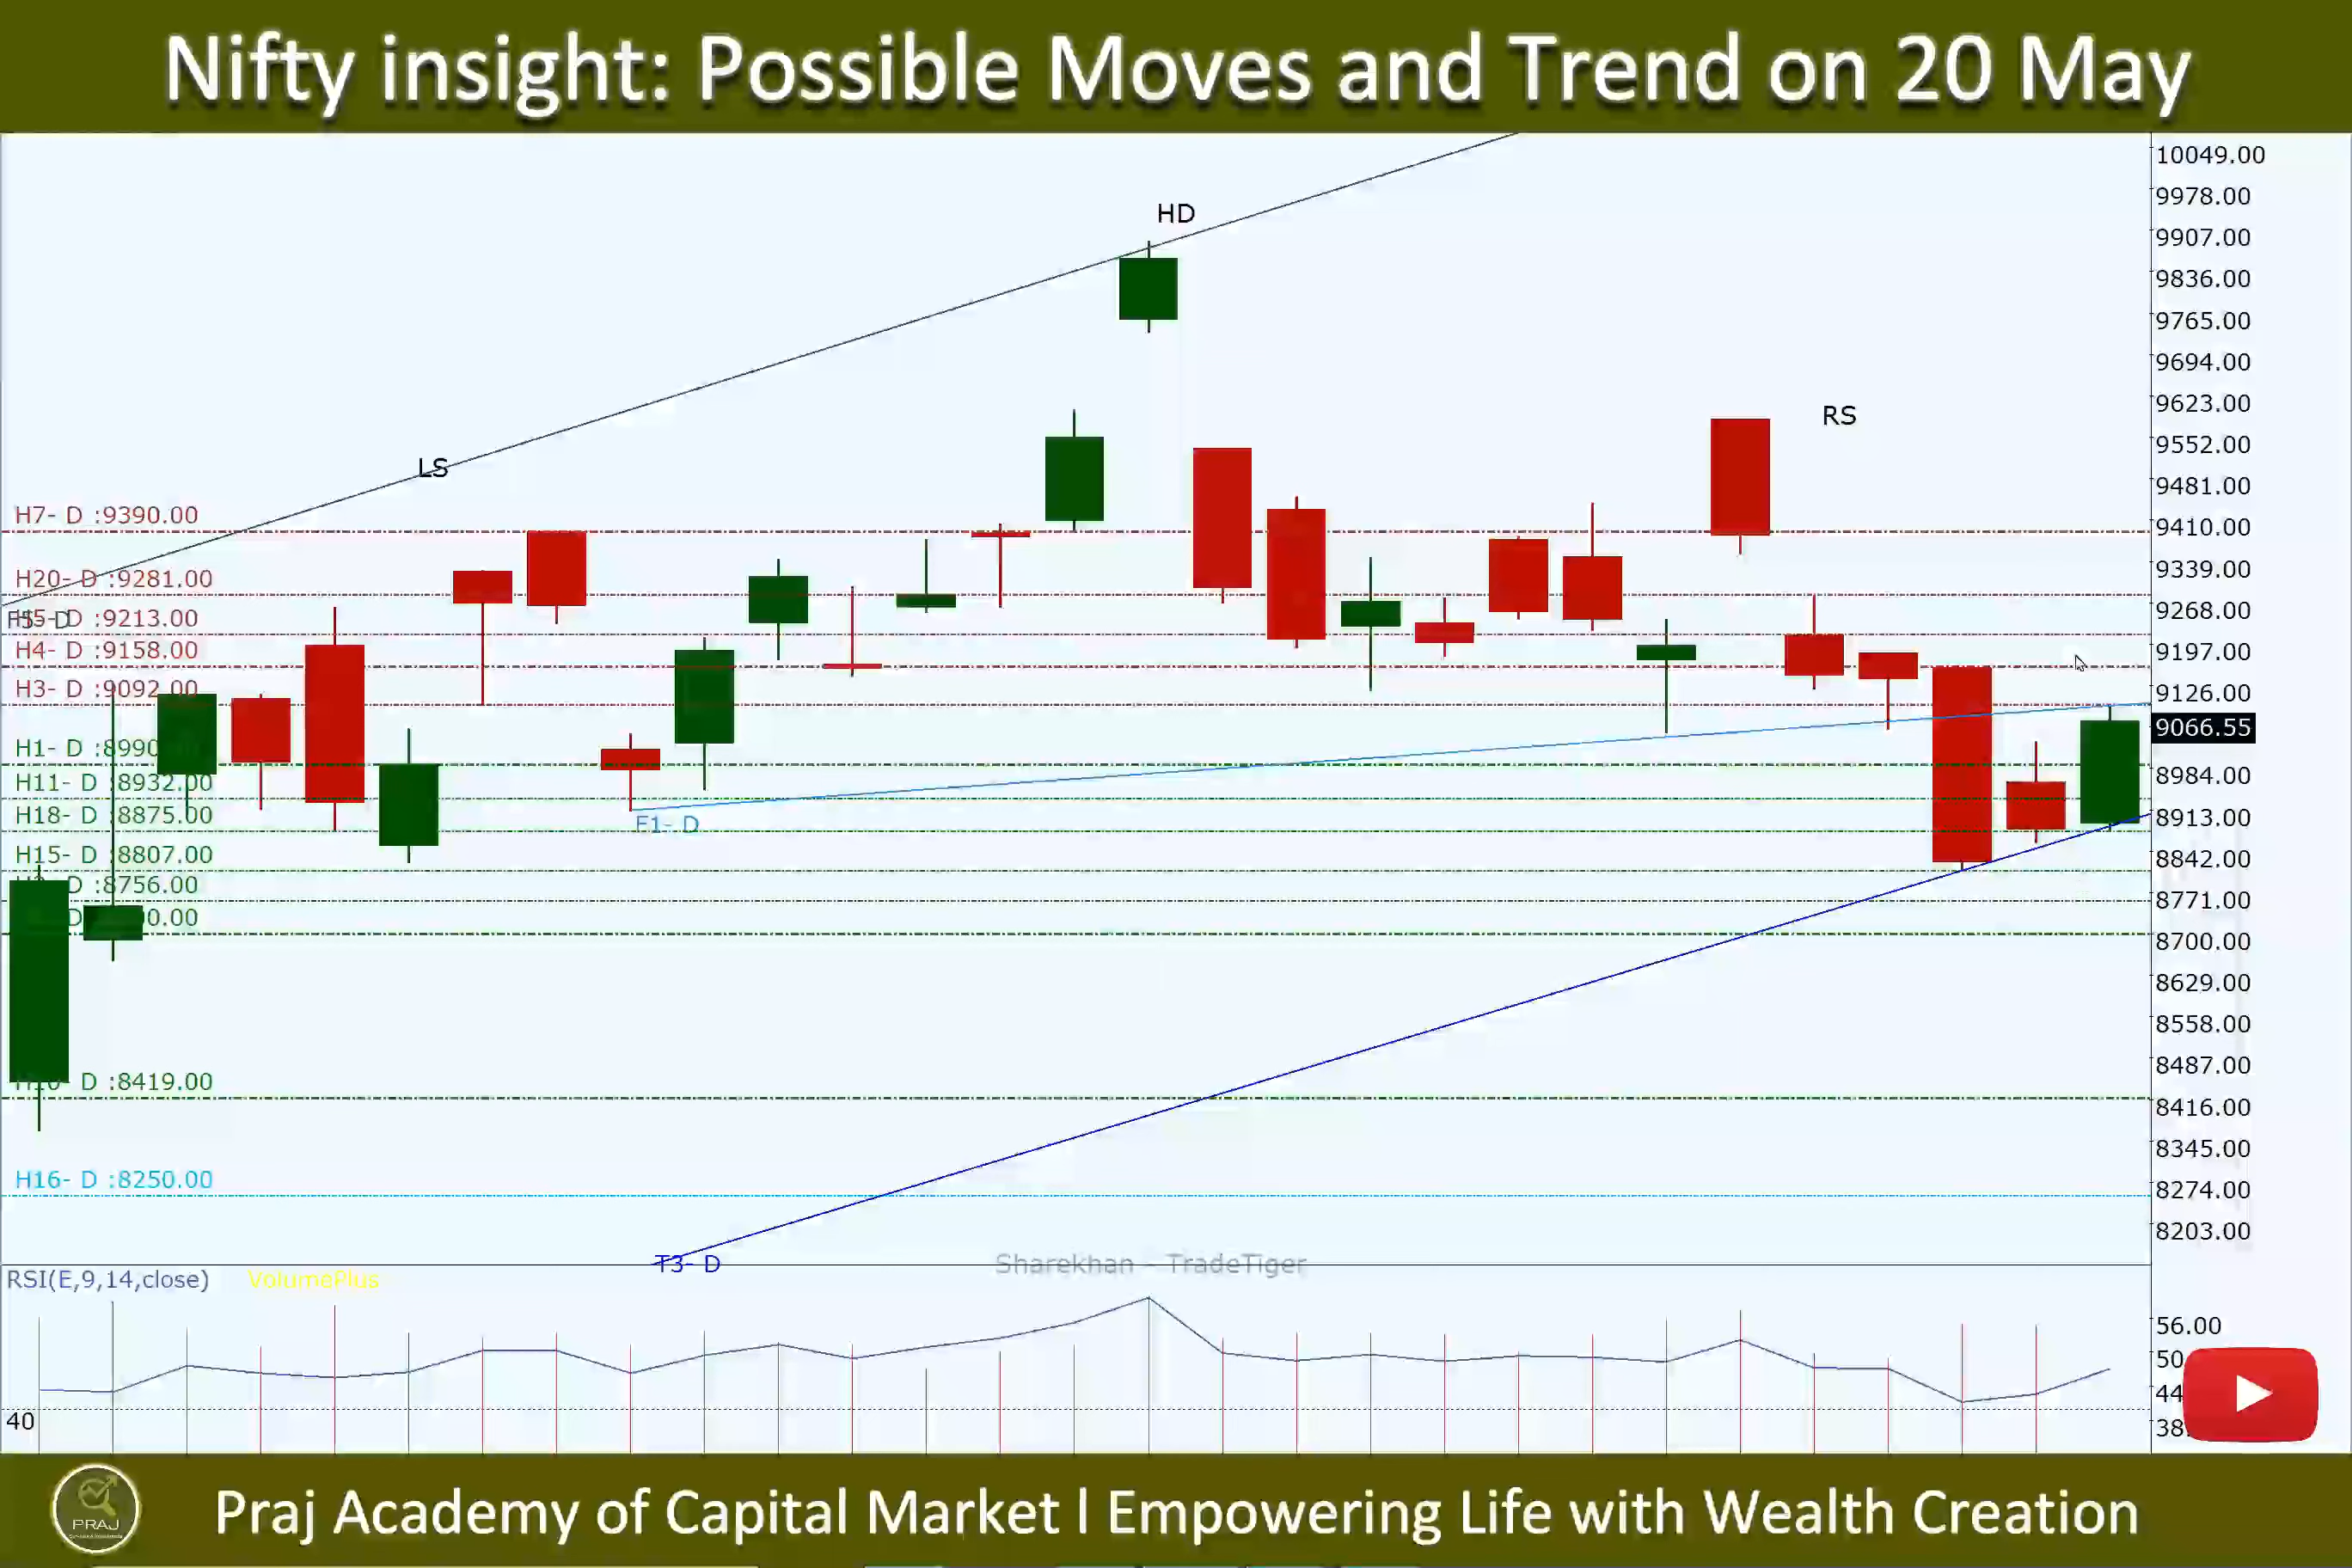 Nifty insight: Possible Moves and Trend on 20 May
10049.00
9978.00
HD
9907.00
9836.00
9765.00
9694.00
RS
9623.00
9552.00
LS
9481.00
H7- D :9390.00
9410.00
9339.00
H20- D :9281.00
9268.00
H5- D :9213.00
9197.00
H4- D :9158.00
H3- D :9092.00
9126.00
9066.55
H1- D :8990.00
8984.00
H11- D :8932.00
H18- D :8875.00
F1- D
8913.00
H15- D :8807.00
8842.00
D :8756.00
8771.00
D 0.00
8700.00
8629.00
8558.00
8487.00
D :8419.00
8416.00
8345.00
H16- D :8250.00
8274.00
8203.00
T3- D
Sharekhan - TradeTiger
RSI(E,9,14,close) VolumePlus
56.00
50
44
40
38
PRAJ
Praj Academy of Capital Market l Empowering Life with Wealth Creation